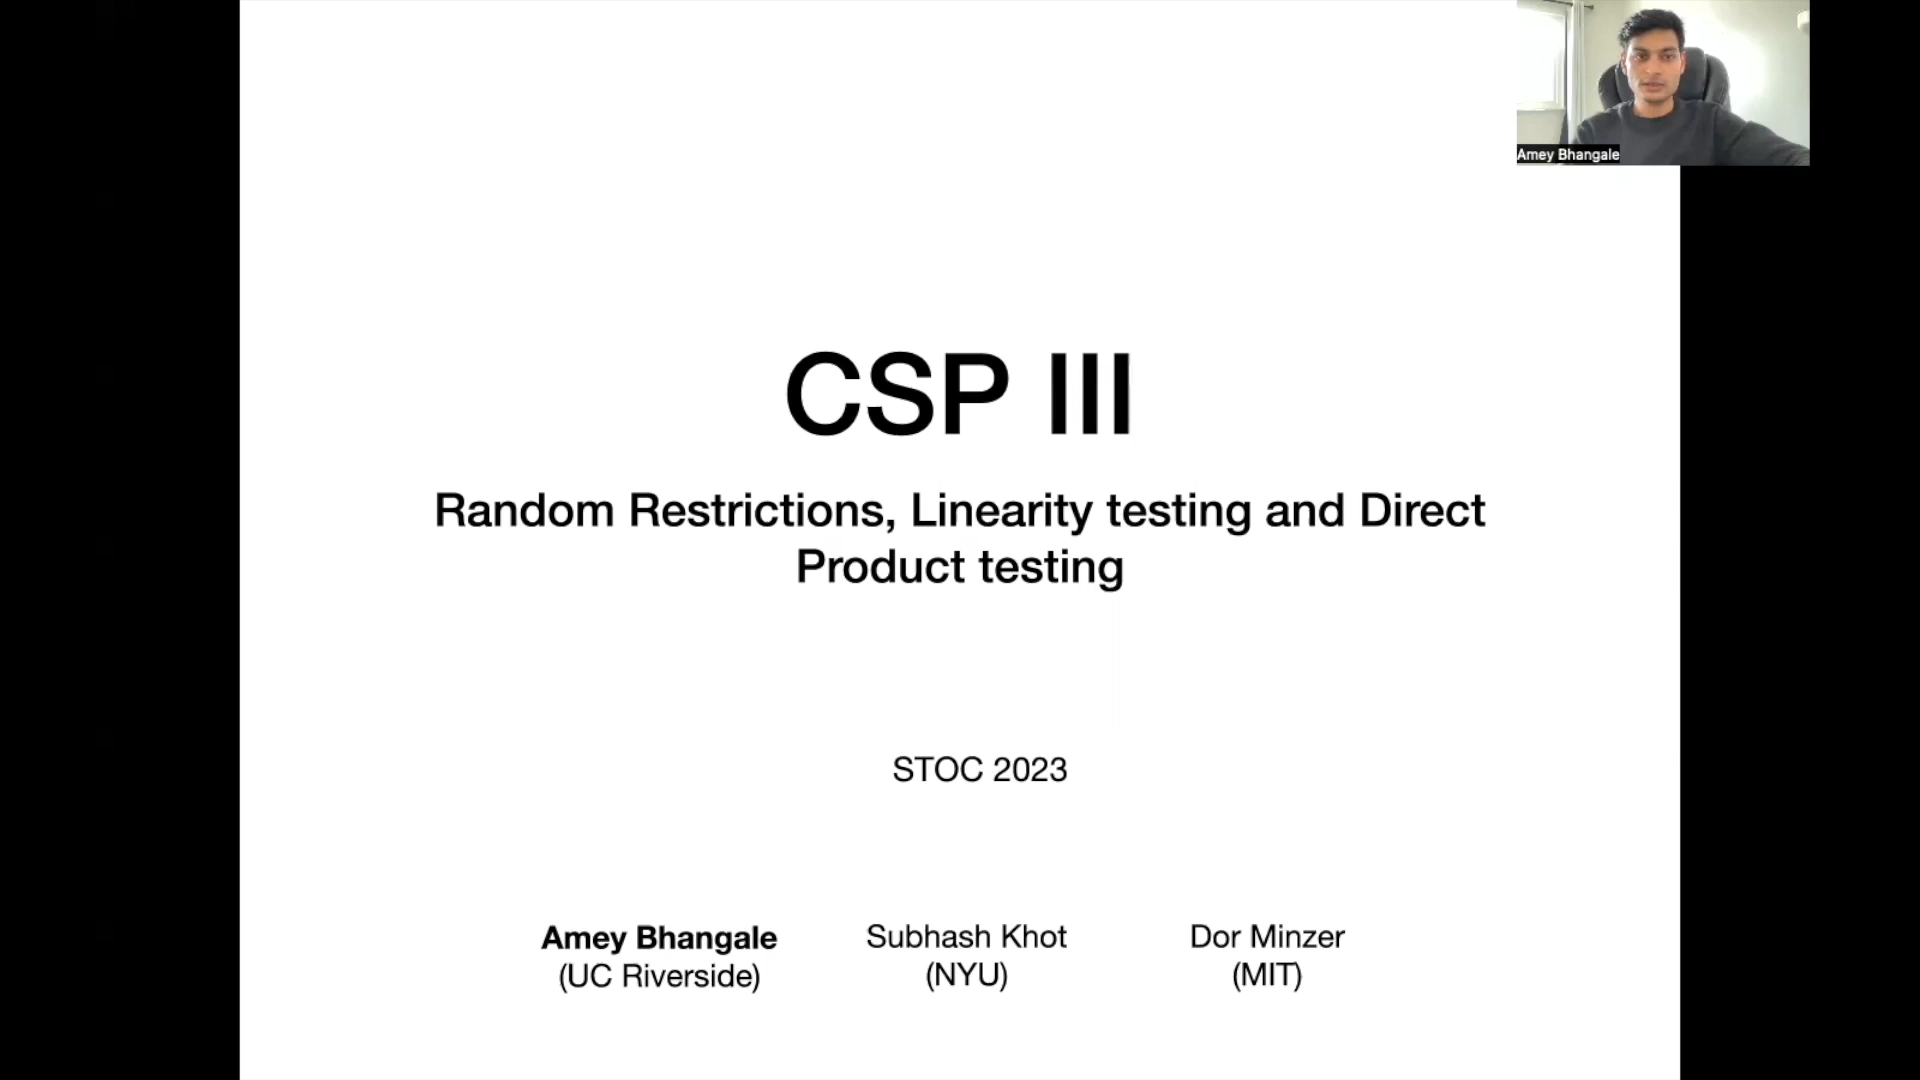 Amey Bhangale
CSP III
Random Restrictions, Linearity testing and Direct
Product testing
STOC 2023
Amey Bhangale Subhash Khot Dor Minzer
(UC Riverside) (NYU) (MIT)